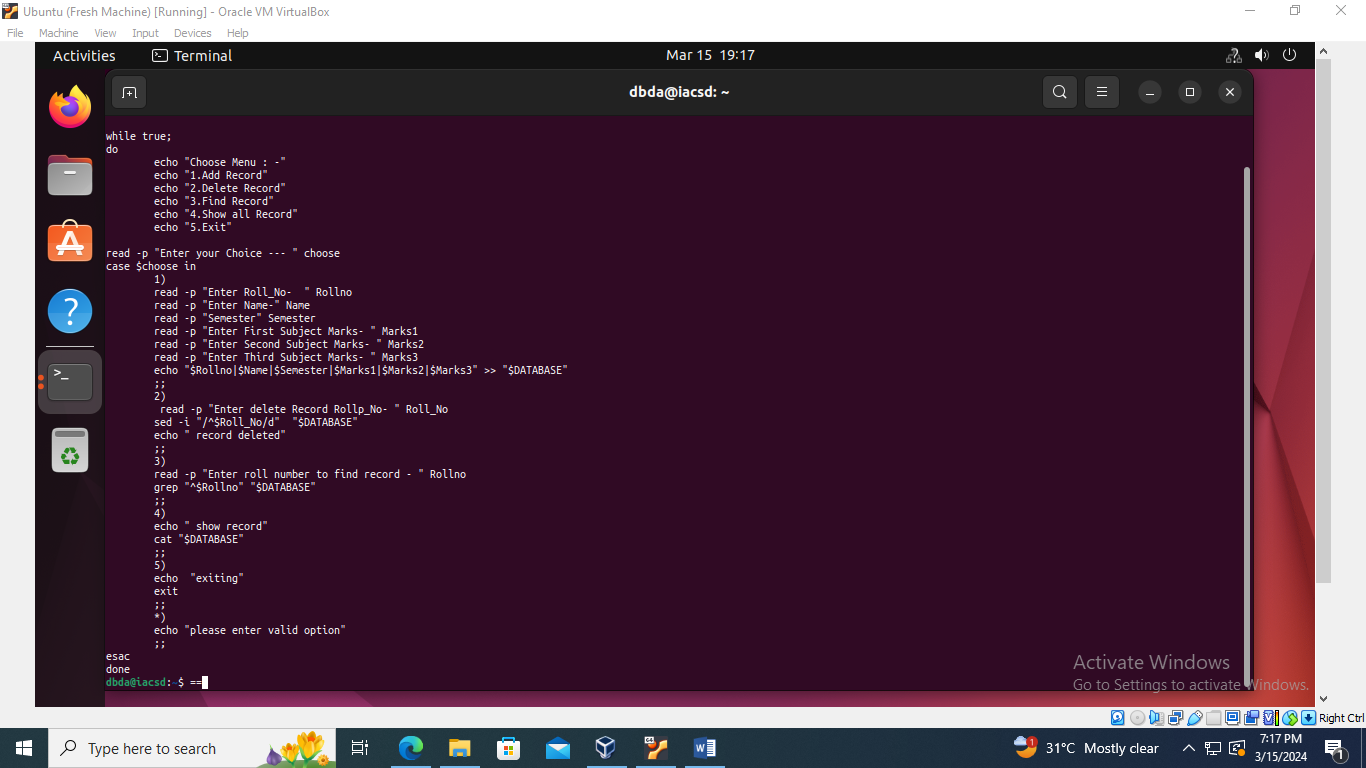 Ubuntu (Fresh Machine) [Running] - Oracle VM VirtualBox
File Machine View Input Devices Help
Activities Terminal Mar 15 19:17
dbda@iacsd: ~
while true;
do
echo "Choose Menu : -"
echo "1.Add Record"
echo "2.Delete Record"
echo "3.Find Record"
echo "4.Show all Record"
echo "5.Exit"
read -p "Enter your Choice --- " choose
case $choose in
1)
read -p "Enter Roll_No-  " Rollno
read -p "Enter Name-" Name
read -p "Semester" Semester
read -p "Enter First Subject Marks- " Marks1
read -p "Enter Second Subject Marks- " Marks2
read -p "Enter Third Subject Marks- " Marks3
echo "$Rollno|$Name|$Semester|$Marks1|$Marks2|$Marks3" >> "$DATABASE"
;;
2)
read -p "Enter delete Record Rollp_No- " Roll_No
sed -i "/^$Roll_No/d"  "$DATABASE"
echo " record deleted"
;;
3)
read -p "Enter roll number to find record - " Rollno
grep "^$Rollno" "$DATABASE"
;;
4)
echo " show record"
cat "$DATABASE"
;;
5)
echo  "exiting"
exit
;;
*)
echo "please enter valid option"
;;
esac
done
dbda@iacsd:~$ ==
Activate Windows
Go to Settings to activate Windows.
Right Ctrl
Type here to search
1
31°C Mostly clear
7:17 PM
3/15/2024
1